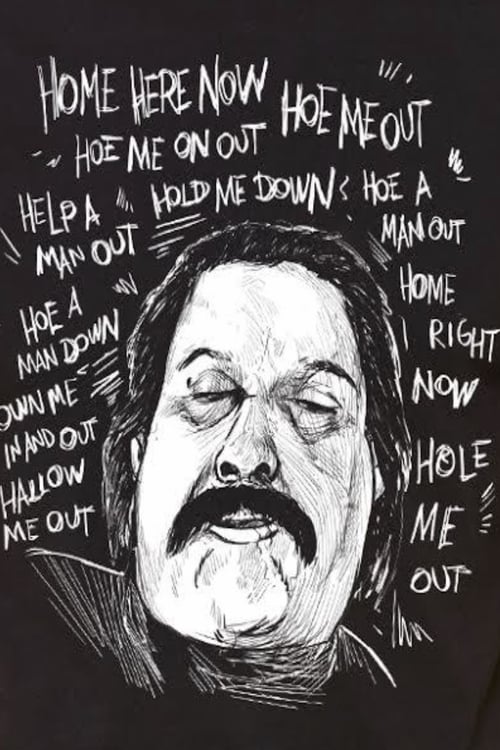 HOME HERE NOW
HOE ME OUT
HOE ME ON OUT
HOLD ME DOWN
HOE A
MAN OUT
HELP A
MAN OUT
HOE A
MAN DOWN
OWN ME
IN AND OUT
HALLOW
ME OUT
HOME
RIGHT
NOW
HOLE
ME
OUT